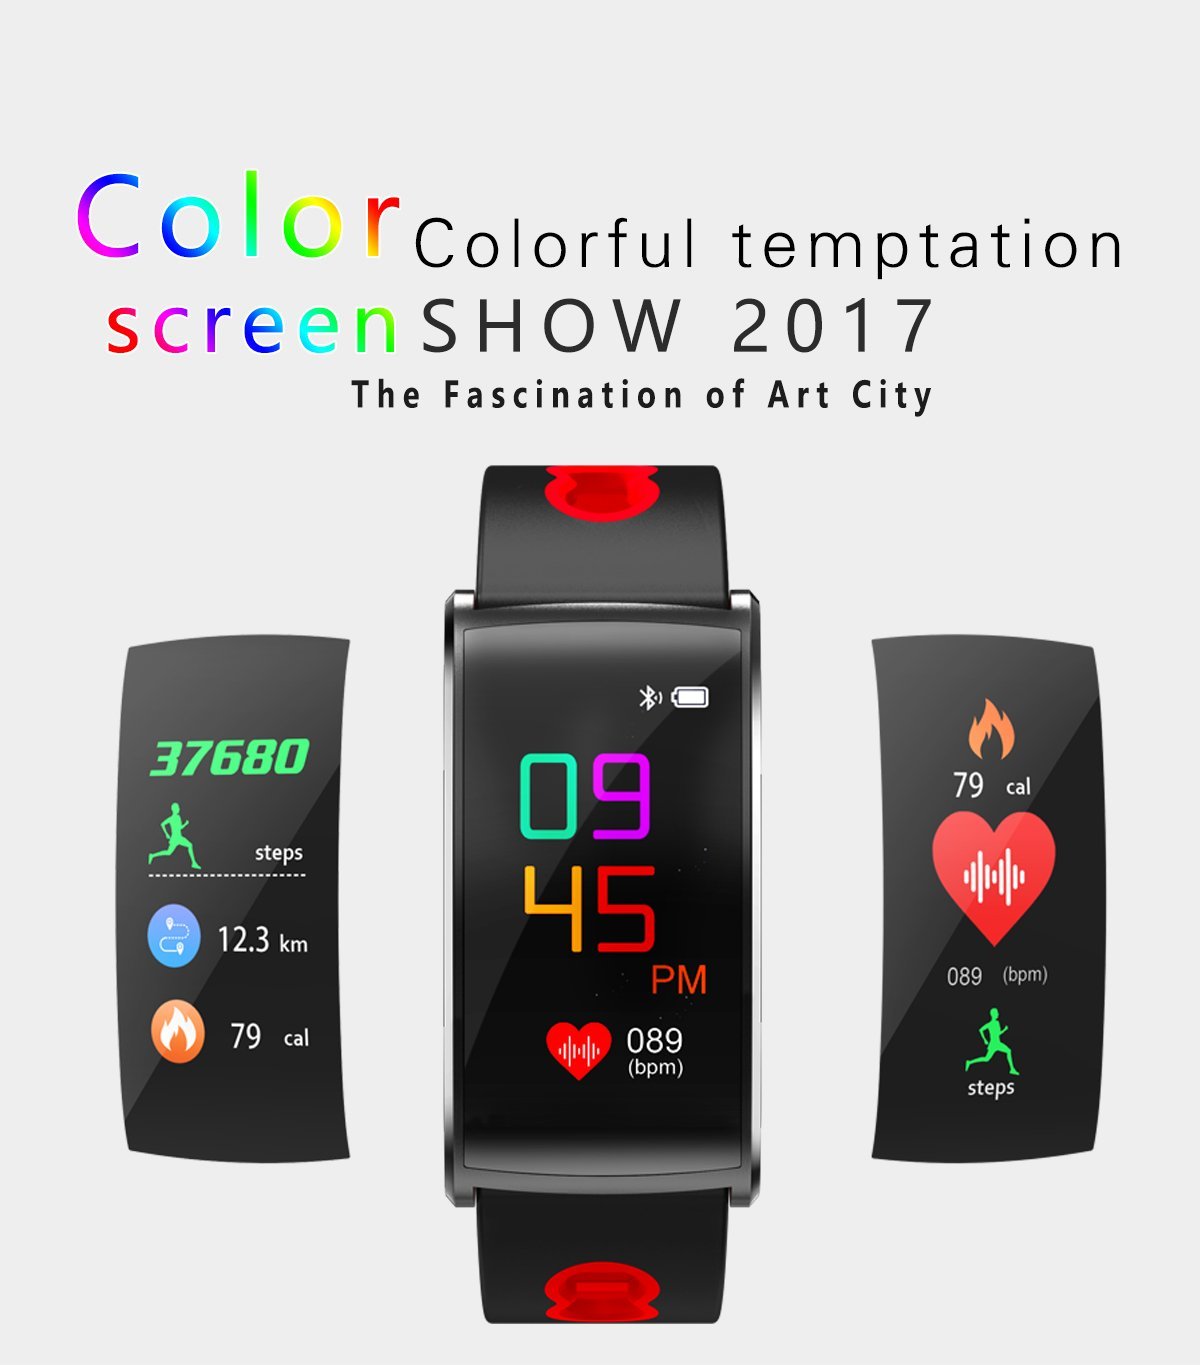 Color Colorful temptation
screen SHOW 2017
The Fascination of Art City
37680
steps
12.3 km
79 cal
09
45
PM
089
(bpm)
79 cal
089 (bpm)
steps